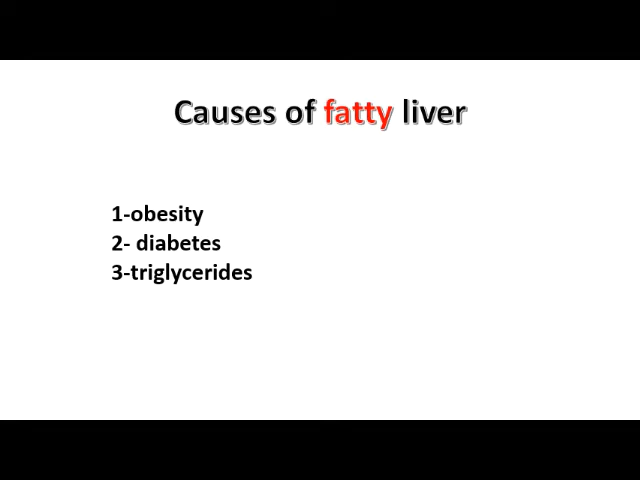 Causes of fatty liver
1-obesity
2- diabetes
3-triglycerides